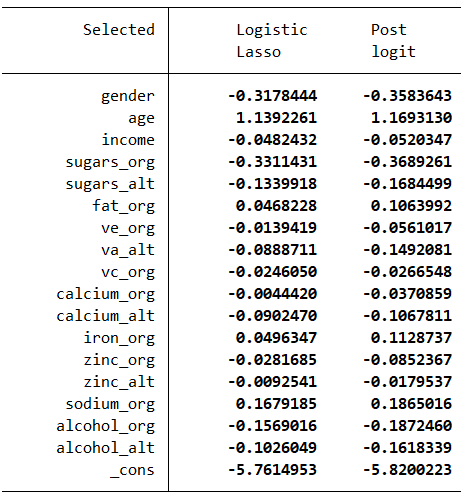 Selected Logistic Post
Lasso logit
gender -0.3178444 -0.3583643
age 1.1392261 1.1693130
income -0.0482432 -0.0520347
sugars_org -0.3311431 -0.3689261
sugars_alt -0.1339918 -0.1684499
fat_org 0.0468228 0.1063992
ve_org -0.0139419 -0.0561017
va_alt -0.0888711 -0.1492081
vc_org -0.0246050 -0.0266548
calcium_org -0.0044420 -0.0370859
calcium_alt -0.0902470 -0.1067811
iron_org 0.0496347 0.1128737
zinc_org -0.0281685 -0.0852367
zinc_alt -0.0092541 -0.0179537
sodium_org 0.1679185 0.1865016
alcohol_org -0.1569016 -0.1872460
alcohol_alt -0.1026049 -0.1618339
_cons -5.7614953 -5.8200223